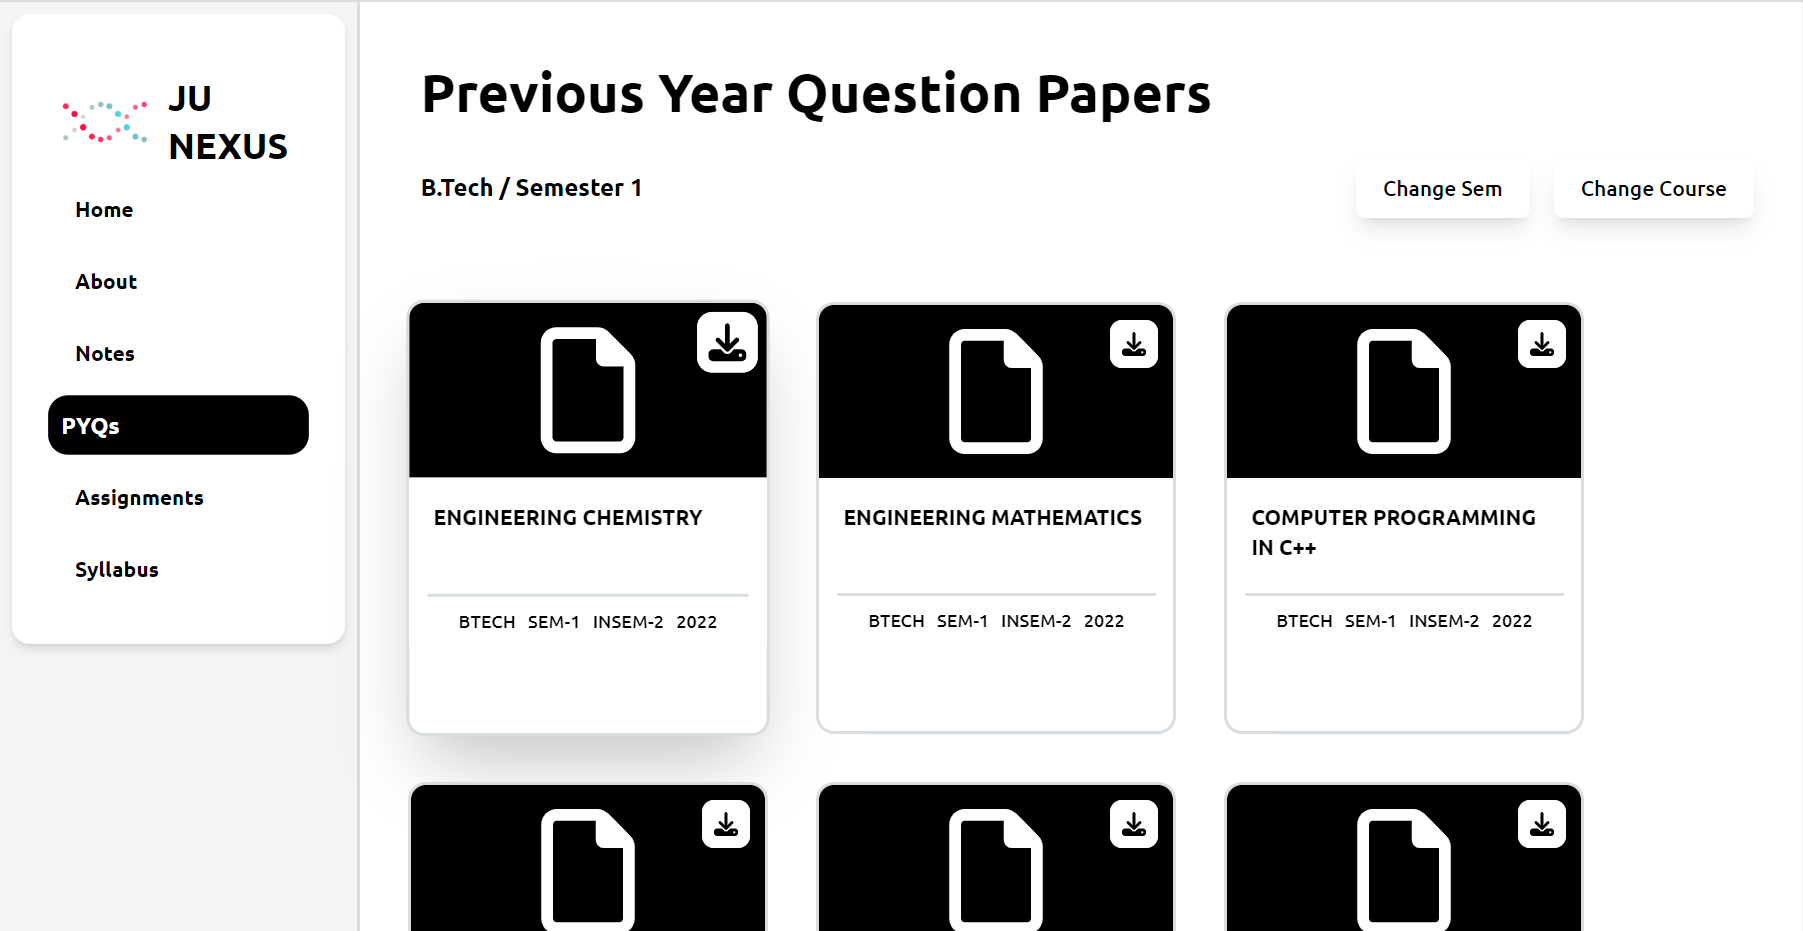 JU
NEXUS
Home
About
Notes
PYQs
Assignments
Syllabus
Previous Year Question Papers
B.Tech / Semester 1
Change Sem
Change Course
ENGINEERING CHEMISTRY
BTECH SEM-1 INSEM-2 2022
ENGINEERING MATHEMATICS
BTECH SEM-1 INSEM-2 2022
COMPUTER PROGRAMMING
IN C++
BTECH SEM-1 INSEM-2 2022